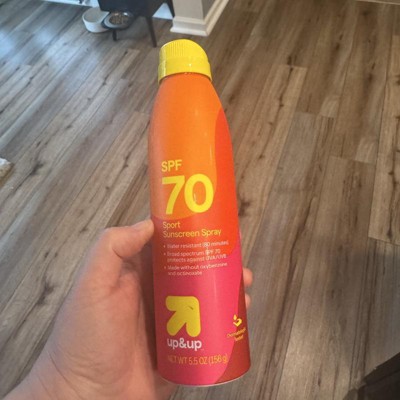 SPF
70
Sport
Sunscreen Spray
• Water resistant (80 minutes)
• Broad spectrum SPF 70,
protects against UVA/UVB
• Made without oxybenzone
and octinoxate
up&up
NET WT 5.5 OZ (156 g)